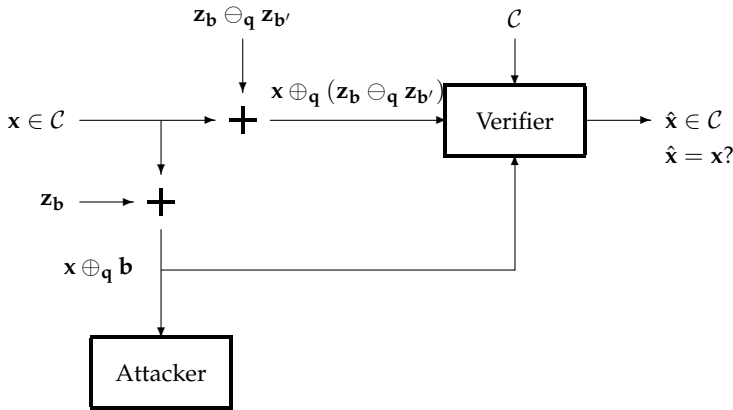 𝐳_𝐛 ⊖_𝐪 𝐳_𝐛′
𝒞
𝐱 ∈ 𝒞
𝐱 ⊕_𝐪 (𝐳_𝐛 ⊖_𝐪 𝐳_𝐛′)
Verifier
𝐱̂ ∈ 𝒞
𝐱̂ = 𝐱?
𝐳_𝐛
𝐱 ⊕_𝐪 𝐛
Attacker